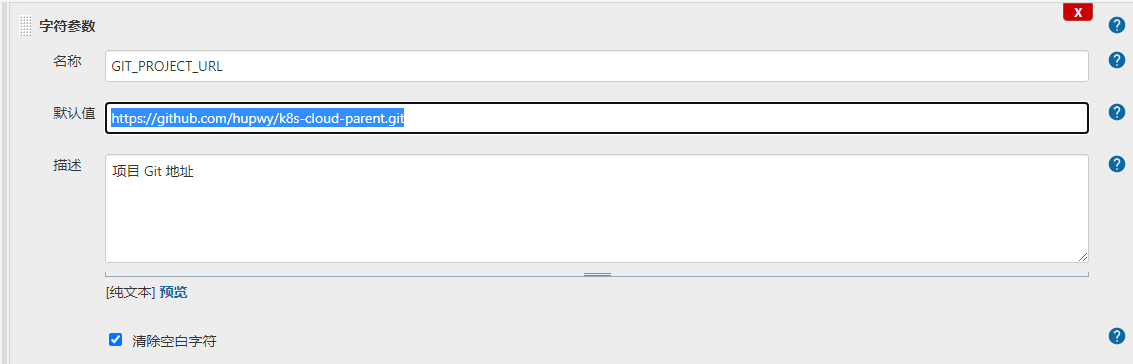 字符参数
X
名称
GIT_PROJECT_URL
默认值
https://github.com/hupwy/k8s-cloud-parent.git
描述
项目 Git 地址
[纯文本] 预览
清除空白字符